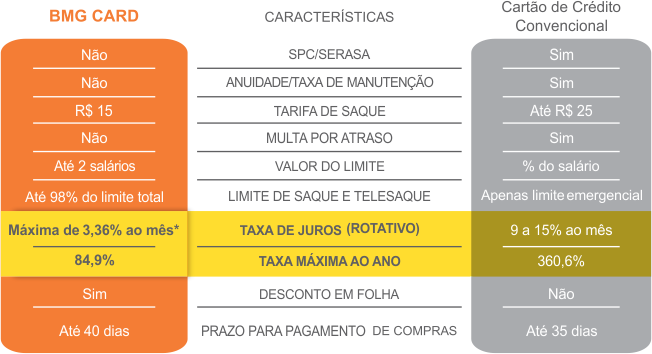 BMG CARD CARACTERÍSTICAS Cartão de Crédito
Convencional
Não SPC/SERASA Sim
Não ANUIDADE/TAXA DE MANUTENÇÃO Sim
R$ 15 TARIFA DE SAQUE Até R$ 25
Não MULTA POR ATRASO Sim
Até 2 salários VALOR DO LIMITE % do salário
Até 98% do limite total LIMITE DE SAQUE E TELESAQUE Apenas limite emergencial
Máxima de 3,36% ao mês* TAXA DE JUROS (ROTATIVO) 9 a 15% ao mês
84,9% TAXA MÁXIMA AO ANO 360,6%
Sim DESCONTO EM FOLHA Não
Até 40 dias PRAZO PARA PAGAMENTO DE COMPRAS Até 35 dias